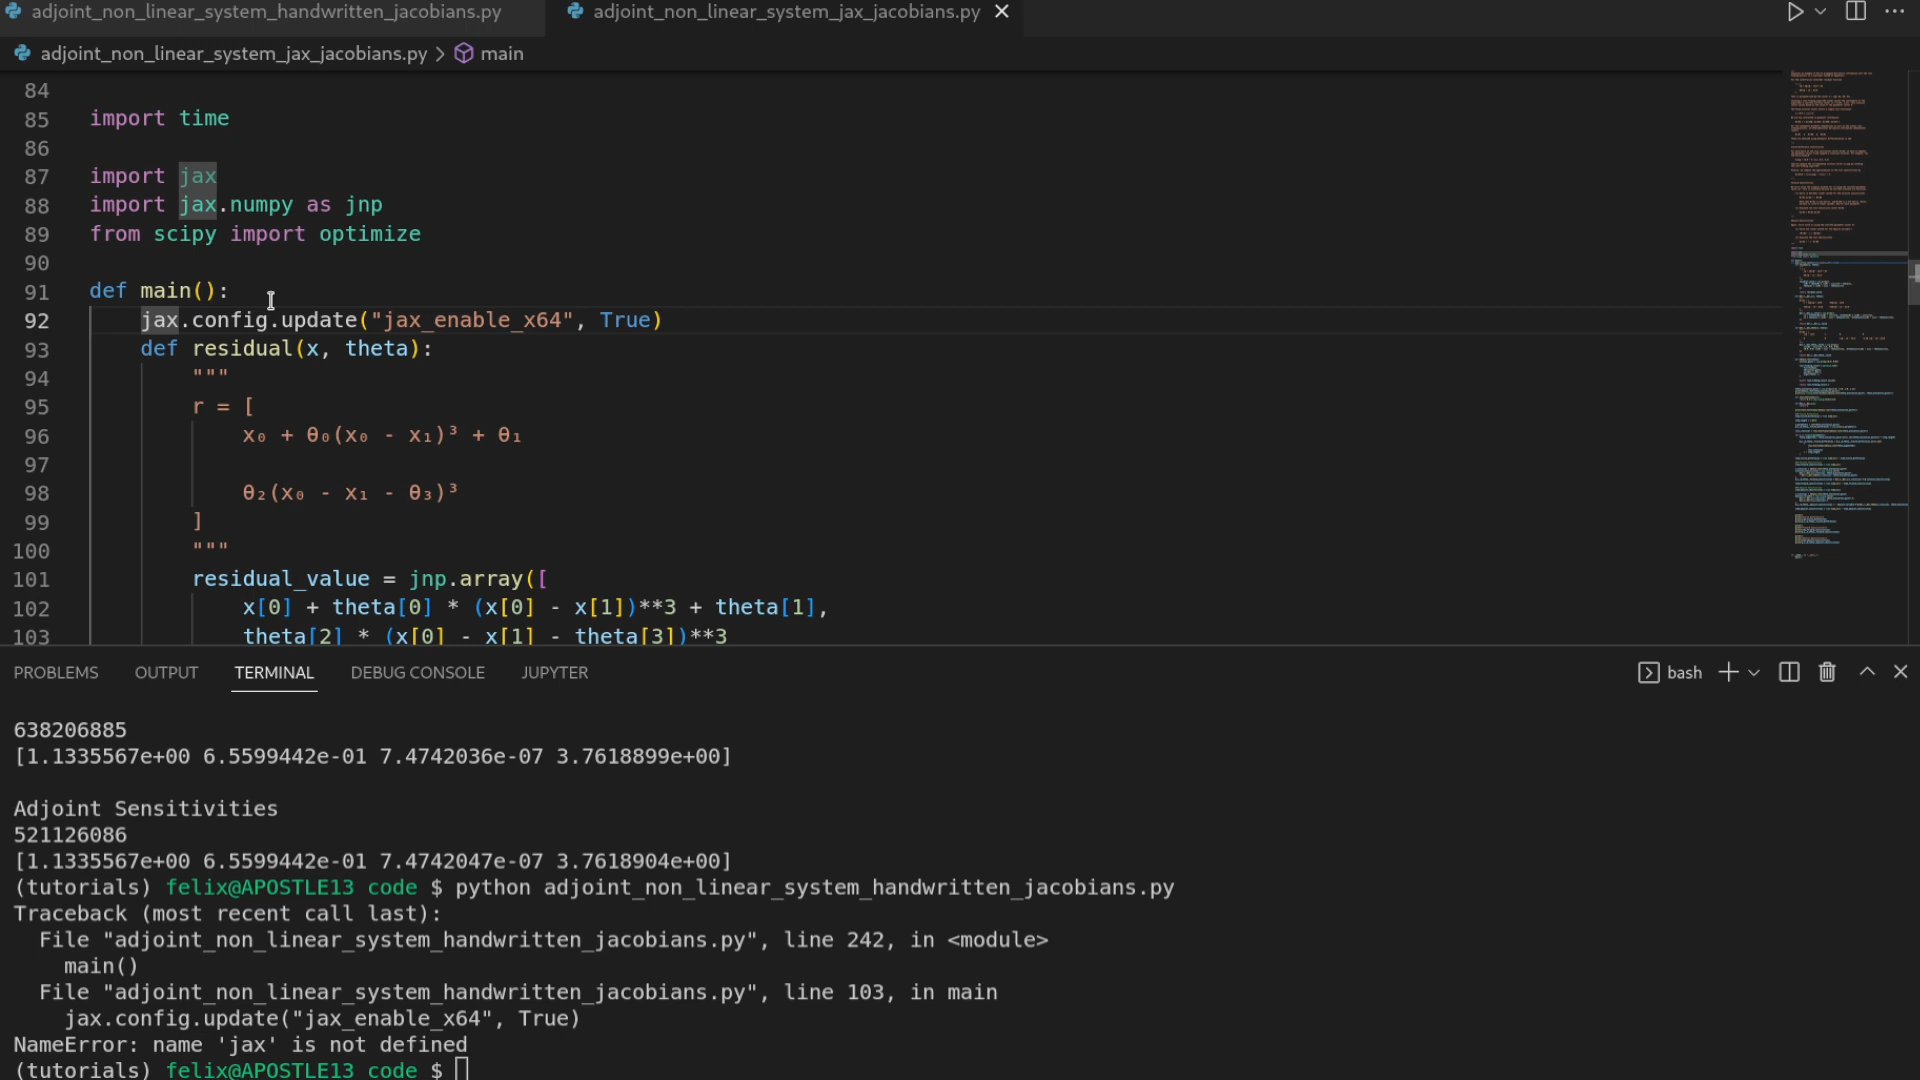 adjoint_non_linear_system_handwritten_jacobians.py
adjoint_non_linear_system_jax_jacobians.py
adjoint_non_linear_system_jax_jacobians.py > main
84
85 import time
86
87 import jax
88 import jax.numpy as jnp
89 from scipy import optimize
90
91 def main():
92 jax.config.update("jax_enable_x64", True)
93 def residual(x, theta):
94 """
95 r = [
96 x₀ + θ₀(x₀ - x₁)³ + θ₁
97
98 θ₂(x₀ - x₁ - θ₃)³
99 ]
100 """
101 residual_value = jnp.array([
102 x[0] + theta[0] * (x[0] - x[1])**3 + theta[1],
103 theta[2] * (x[0] - x[1] - theta[3])**3
PROBLEMS OUTPUT TERMINAL DEBUG CONSOLE JUPYTER bash
638206885
[1.1335567e+00 6.5599442e-01 7.4742036e-07 3.7618899e+00]
Adjoint Sensitivities
521126086
[1.1335567e+00 6.5599442e-01 7.4742047e-07 3.7618904e+00]
(tutorials) felix@APOSTLE13 code $ python adjoint_non_linear_system_handwritten_jacobians.py
Traceback (most recent call last):
File "adjoint_non_linear_system_handwritten_jacobians.py", line 242, in <module>
main()
File "adjoint_non_linear_system_handwritten_jacobians.py", line 103, in main
jax.config.update("jax_enable_x64", True)
NameError: name 'jax' is not defined
(tutorials) felix@APOSTLE13 code $